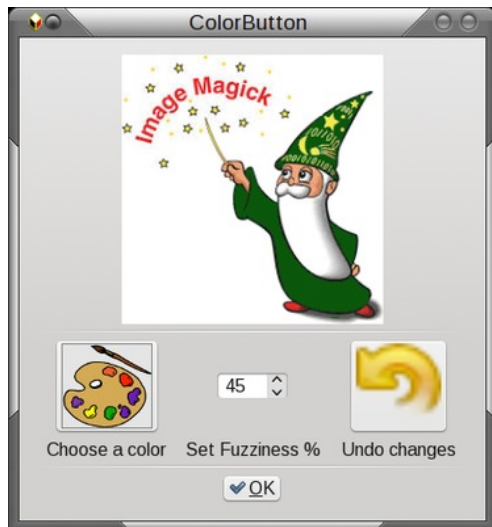 ColorButton
Image Magick
45
Choose a color
Set Fuzziness %
Undo changes
OK